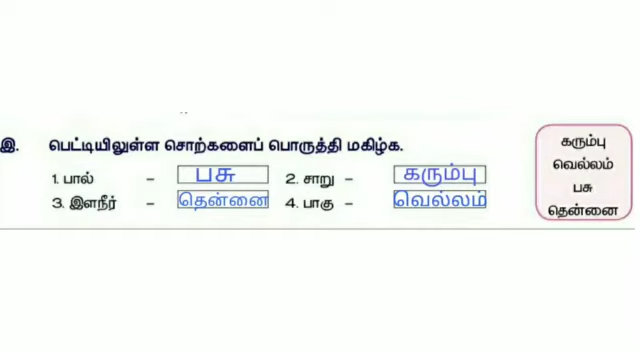 இ. பெட்டியிலுள்ள சொற்களைப் பொருத்தி மகிழ்க.
1. பால் – பசு 2. சாறு – கரும்பு
3. இளநீர் – தென்னை 4. பாகு – வெல்லம்
கரும்பு
வெல்லம்
பசு
தென்னை